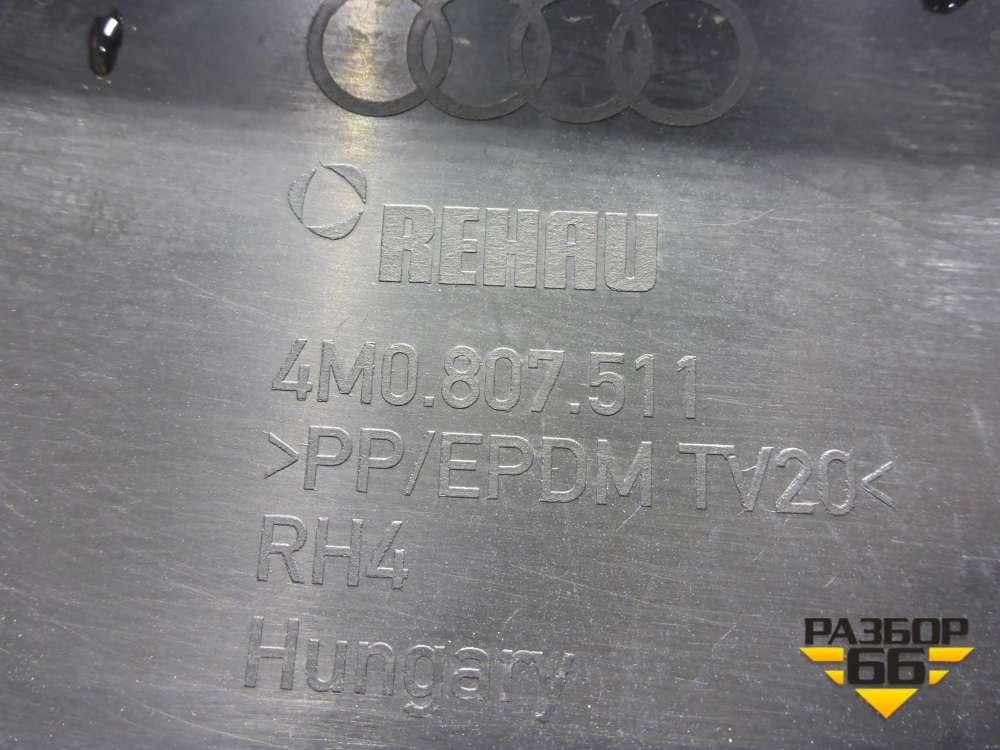 REHAU
4M0.807.511
>PP/EPDM TV20<
RH4
Hungary
РАЗБОР
66